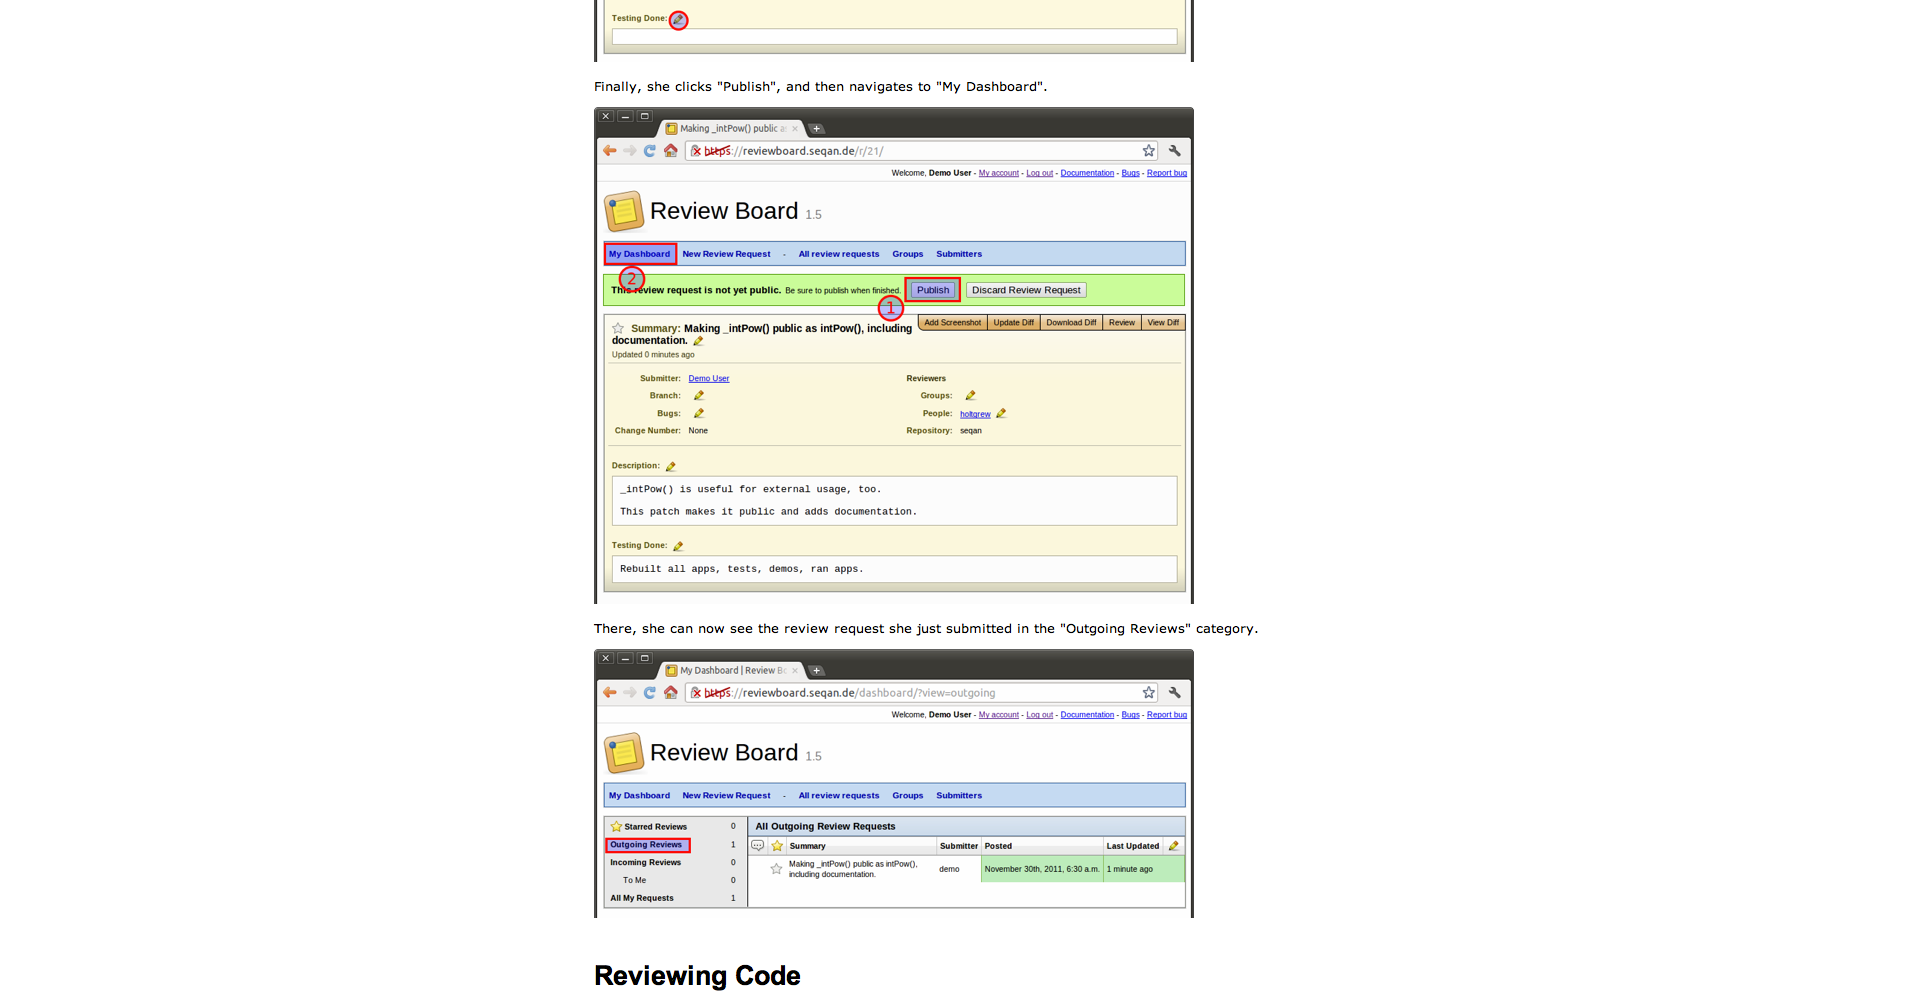 Testing Done:
Finally, she clicks "Publish", and then navigates to "My Dashboard".
Making _intPow() public as
https://reviewboard.seqan.de/r/21/
Welcome, Demo User - My account - Log out - Documentation - Bugs - Report bug
Review Board 1.5
My Dashboard New Review Request - All review requests Groups Submitters
2
This review request is not yet public. Be sure to publish when finished. Publish Discard Review Request
1
Add Screenshot Update Diff Download Diff Review View Diff
Summary: Making _intPow() public as intPow(), including
documentation.
Updated 0 minutes ago
Submitter: Demo User Reviewers
Branch: Groups:
Bugs: People: holtgrew
Change Number: None Repository: seqan
Description:
_intPow() is useful for external usage, too.
This patch makes it public and adds documentation.
Testing Done:
Rebuilt all apps, tests, demos, ran apps.
There, she can now see the review request she just submitted in the "Outgoing Reviews" category.
My Dashboard | Review Bo
https://reviewboard.seqan.de/dashboard/?view=outgoing
Welcome, Demo User - My account - Log out - Documentation - Bugs - Report bug
Review Board 1.5
My Dashboard New Review Request - All review requests Groups Submitters
Starred Reviews 0 All Outgoing Review Requests
Outgoing Reviews 1 Summary Submitter Posted Last Updated
Incoming Reviews 0 Making _intPow() public as intPow(),
including documentation. demo November 30th, 2011, 6:30 a.m. 1 minute ago
To Me 0
All My Requests 1
Reviewing Code